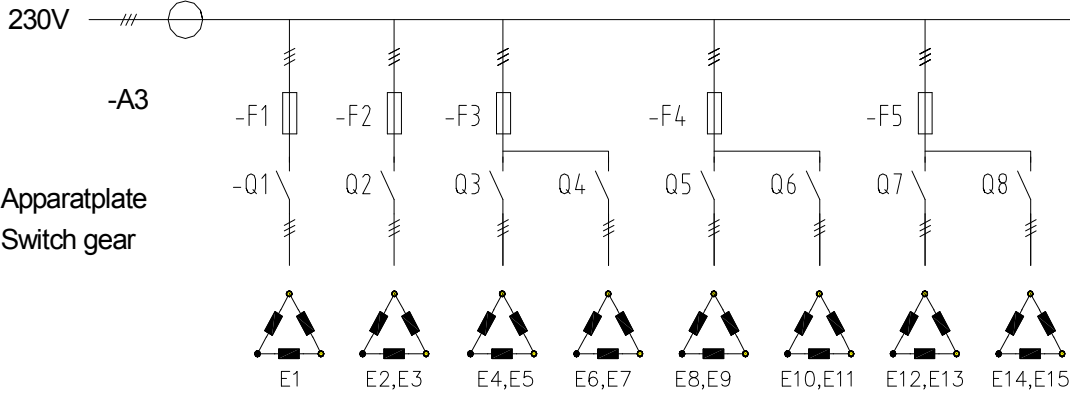 230V
-A3
-F1 -F2 -F3 -F4 -F5
-Q1 Q2 Q3 Q4 Q5 Q6 Q7 Q8
Apparatplate
Switch gear
E1 E2,E3 E4,E5 E6,E7 E8,E9 E10,E11 E12,E13 E14,E15